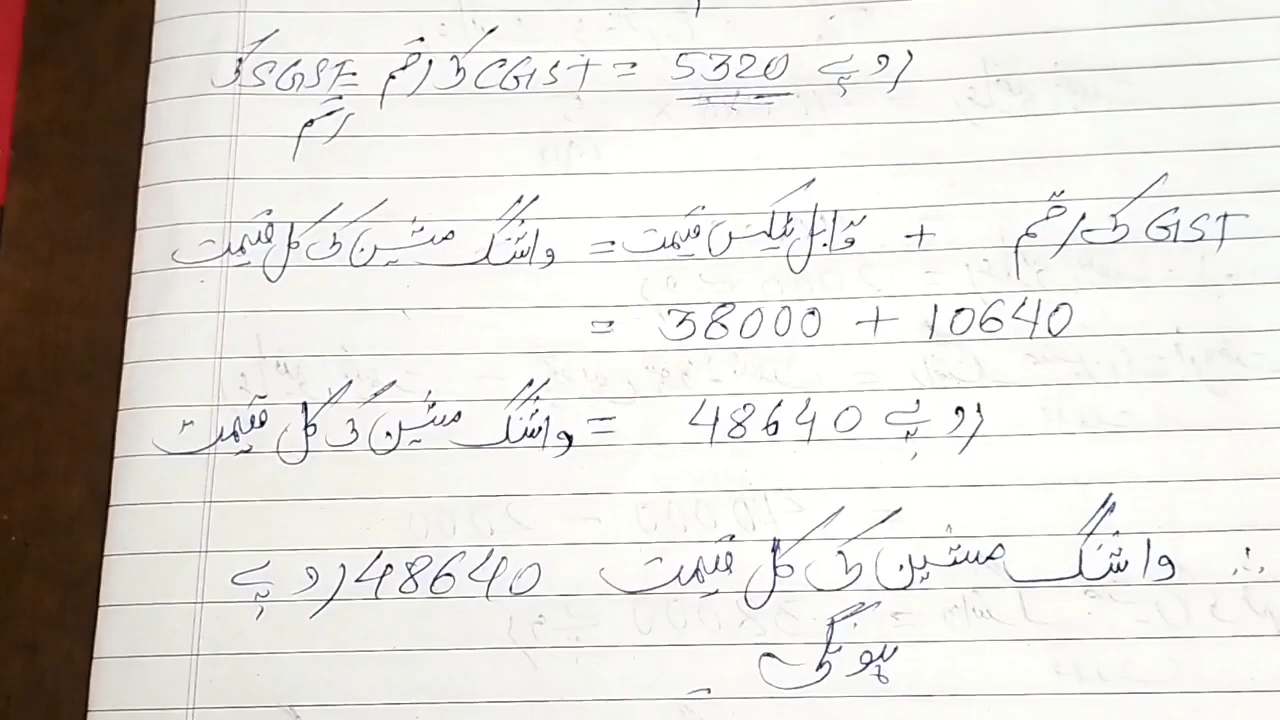 SGST کی رقم = CGST کی رقم = 5320 روپے
واشنگ مشین کی کل قیمت = قابل ٹیکس قیمت + GST کی رقم
= 38000 + 10640
واشنگ مشین کی کل قیمت = 48640 روپے
∴ واشنگ مشین کی کل قیمت 48640 روپے
ہوگی